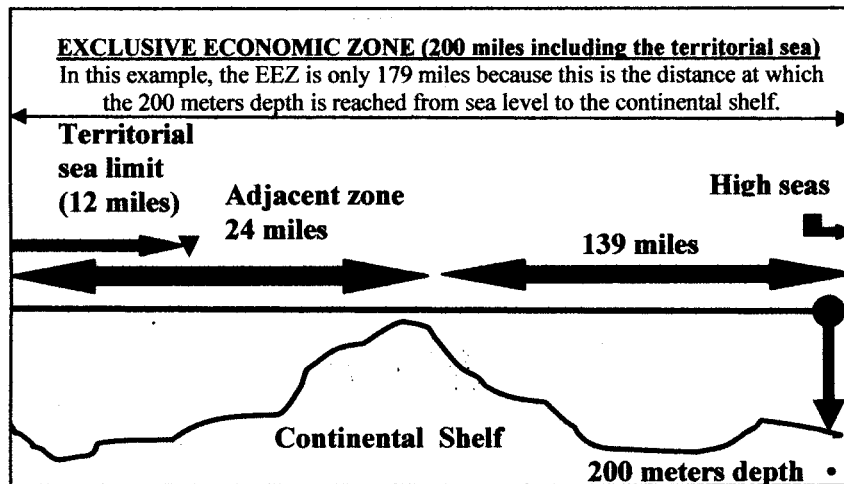 EXCLUSIVE ECONOMIC ZONE (200 miles including the territorial sea)
In this example, the EEZ is only 179 miles because this is the distance at which
the 200 meters depth is reached from sea level to the continental shelf.
Territorial
sea limit
(12 miles)
Adjacent zone
24 miles
High seas
139 miles
Continental Shelf
200 meters depth